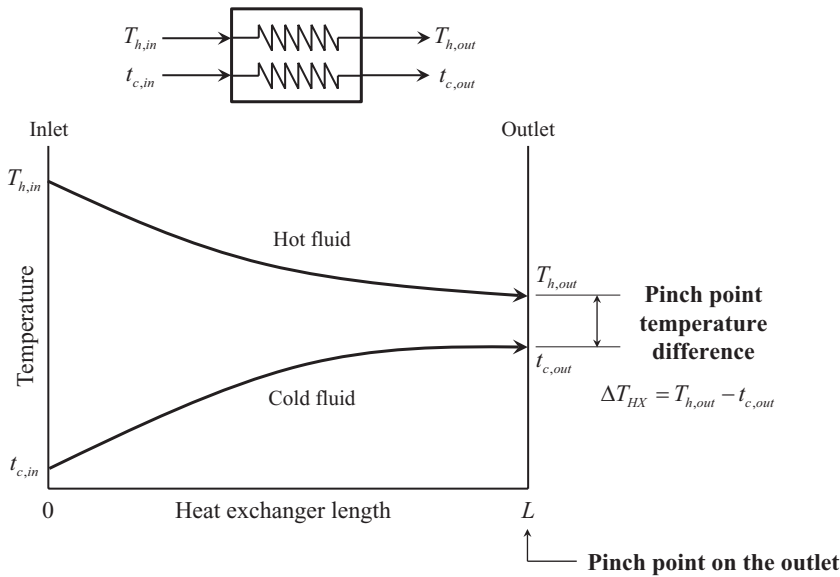 T_{h,in} T_{h,out}
t_{c,in} t_{c,out}
Inlet Outlet
T_{h,in}
Hot fluid
T_{h,out}
Pinch point
temperature
difference
Temperature
t_{c,out}
Cold fluid
ΔT_{HX} = T_{h,out} − t_{c,out}
t_{c,in}
0 Heat exchanger length L
Pinch point on the outlet